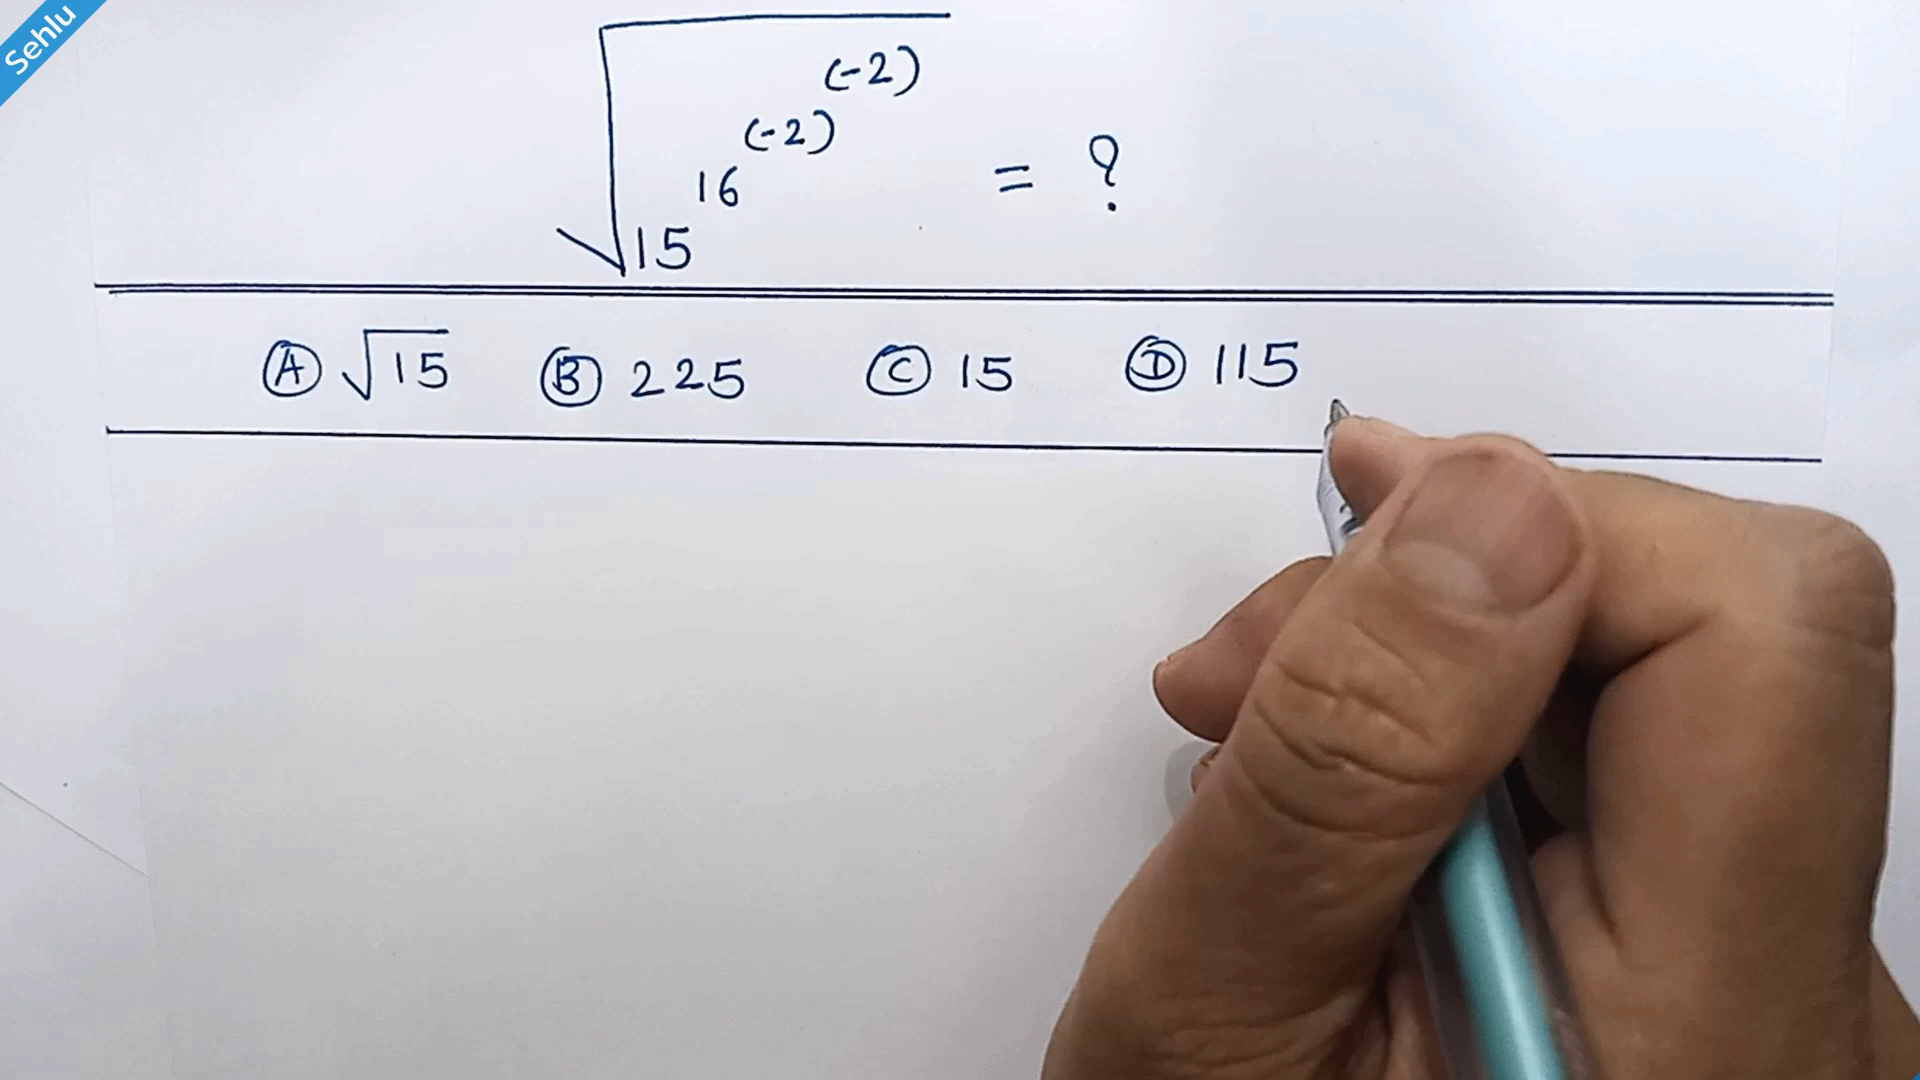 Sehlu
√15^16^(-2)^(-2) = ?
Ⓐ √15 Ⓑ 225 Ⓒ 15 Ⓓ 115